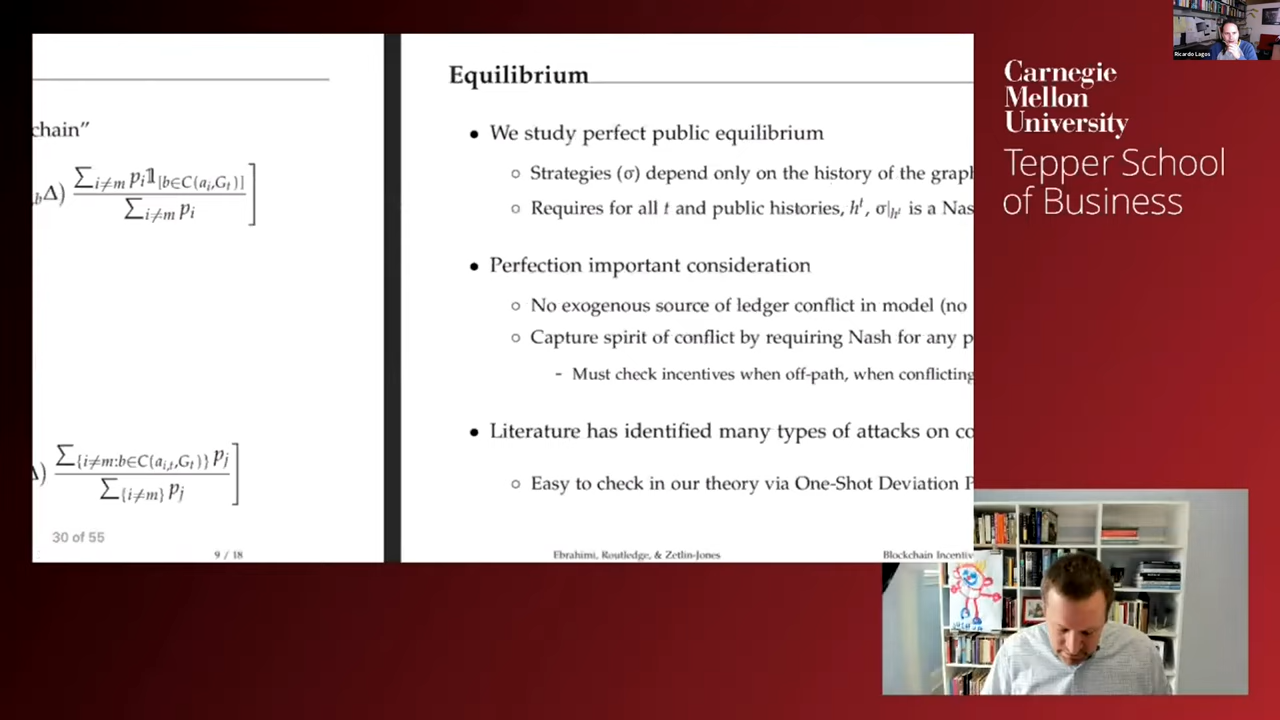 Ricardo Lagos
Carnegie
Mellon
University
Tepper School
of Business
chain"
,bΔ) ∑i≠m pi𝟙[b∈C(ai,Gt)]
∑i≠m pi
Δ) ∑{i≠m:b∈C(ai,t,Gt)} pj
∑{i≠m} pj
30 of 55
9 / 18
Equilibrium
• We study perfect public equilibrium
○ Strategies (σ) depend only on the history of the graph
○ Requires for all t and public histories, hᵗ, σ|hᵗ is a Nas
• Perfection important consideration
○ No exogenous source of ledger conflict in model (no
○ Capture spirit of conflict by requiring Nash for any p
- Must check incentives when off-path, when conflicting
• Literature has identified many types of attacks on co
○ Easy to check in our theory via One-Shot Deviation P
Ebrahimi, Routledge, & Zetlin-Jones
Blockchain Incentiv